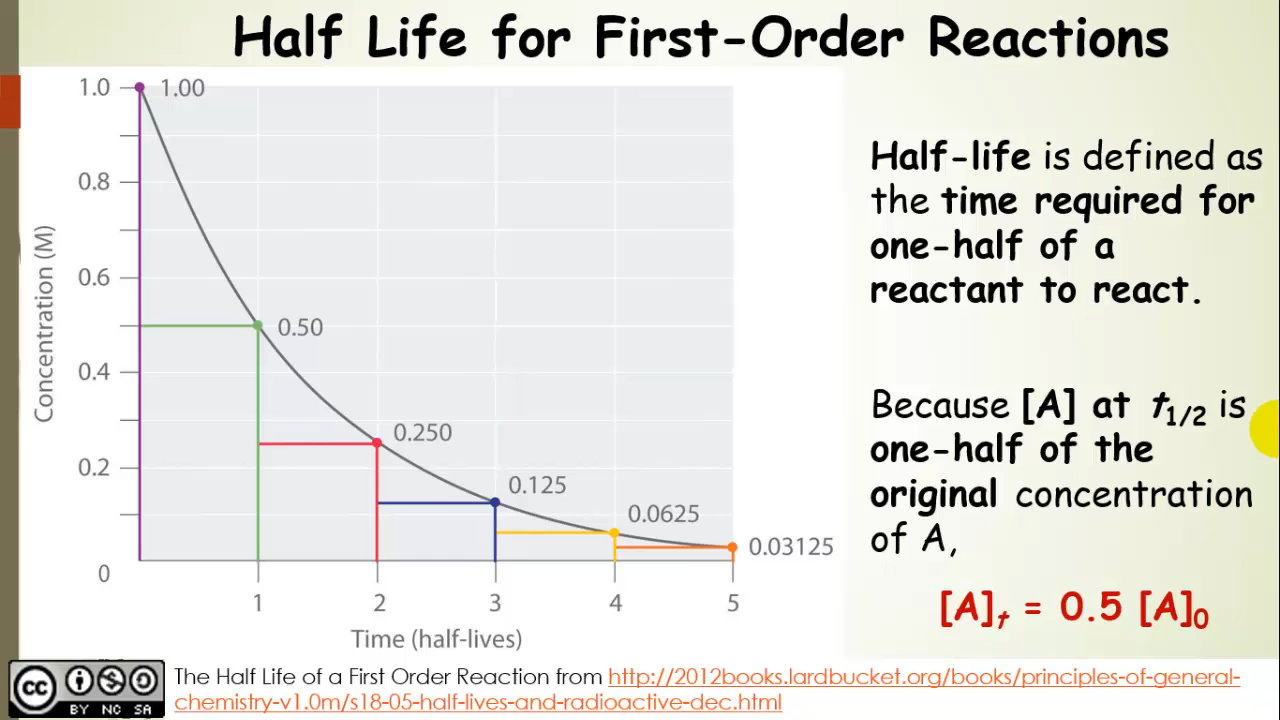 Half Life for First-Order Reactions
1.0
1.00
0.8
0.6
0.50
0.4
0.250
0.2
0.125
0.0625
0.03125
0
1 2 3 4 5
Concentration (M)
Time (half-lives)
Half-life is defined as
the time required for
one-half of a
reactant to react.
Because [A] at t1/2 is
one-half of the
original concentration
of A,
[A]t = 0.5 [A]0
cc
BY NC SA
The Half Life of a First Order Reaction from http://2012books.lardbucket.org/books/principles-of-general-
chemistry-v1.0m/s18-05-half-lives-and-radioactive-dec.html